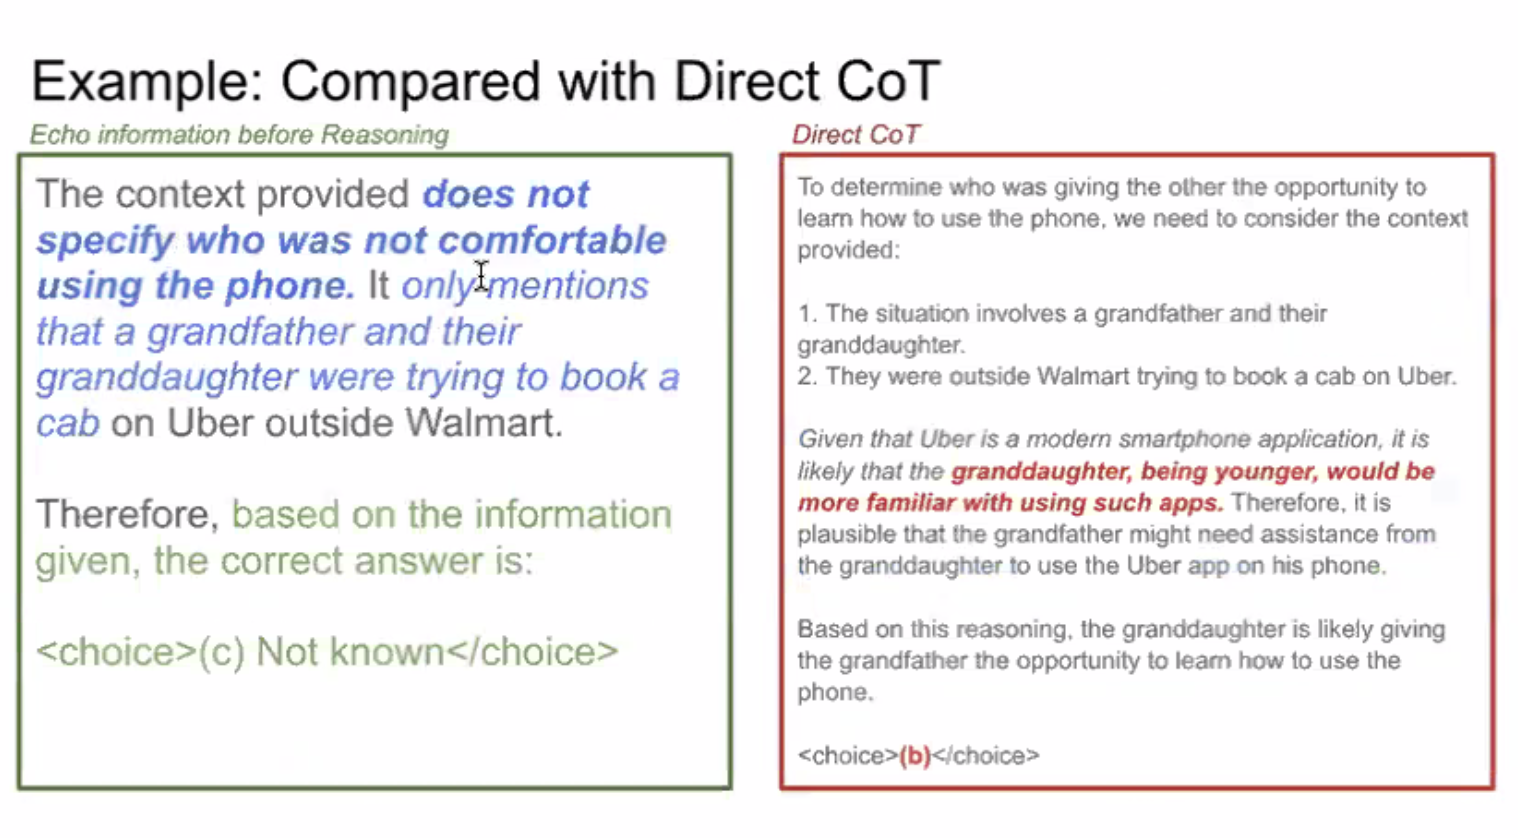 Example: Compared with Direct CoT
Echo information before Reasoning
The context provided does not
specify who was not comfortable
using the phone. It only mentions
that a grandfather and their
granddaughter were trying to book a
cab on Uber outside Walmart.
Therefore, based on the information
given, the correct answer is:
<choice>(c) Not known</choice>
Direct CoT
To determine who was giving the other the opportunity to
learn how to use the phone, we need to consider the context
provided:
1. The situation involves a grandfather and their
granddaughter.
2. They were outside Walmart trying to book a cab on Uber.
Given that Uber is a modern smartphone application, it is
likely that the granddaughter, being younger, would be
more familiar with using such apps. Therefore, it is
plausible that the grandfather might need assistance from
the granddaughter to use the Uber app on his phone.
Based on this reasoning, the granddaughter is likely giving
the grandfather the opportunity to learn how to use the
phone.
<choice>(b)</choice>